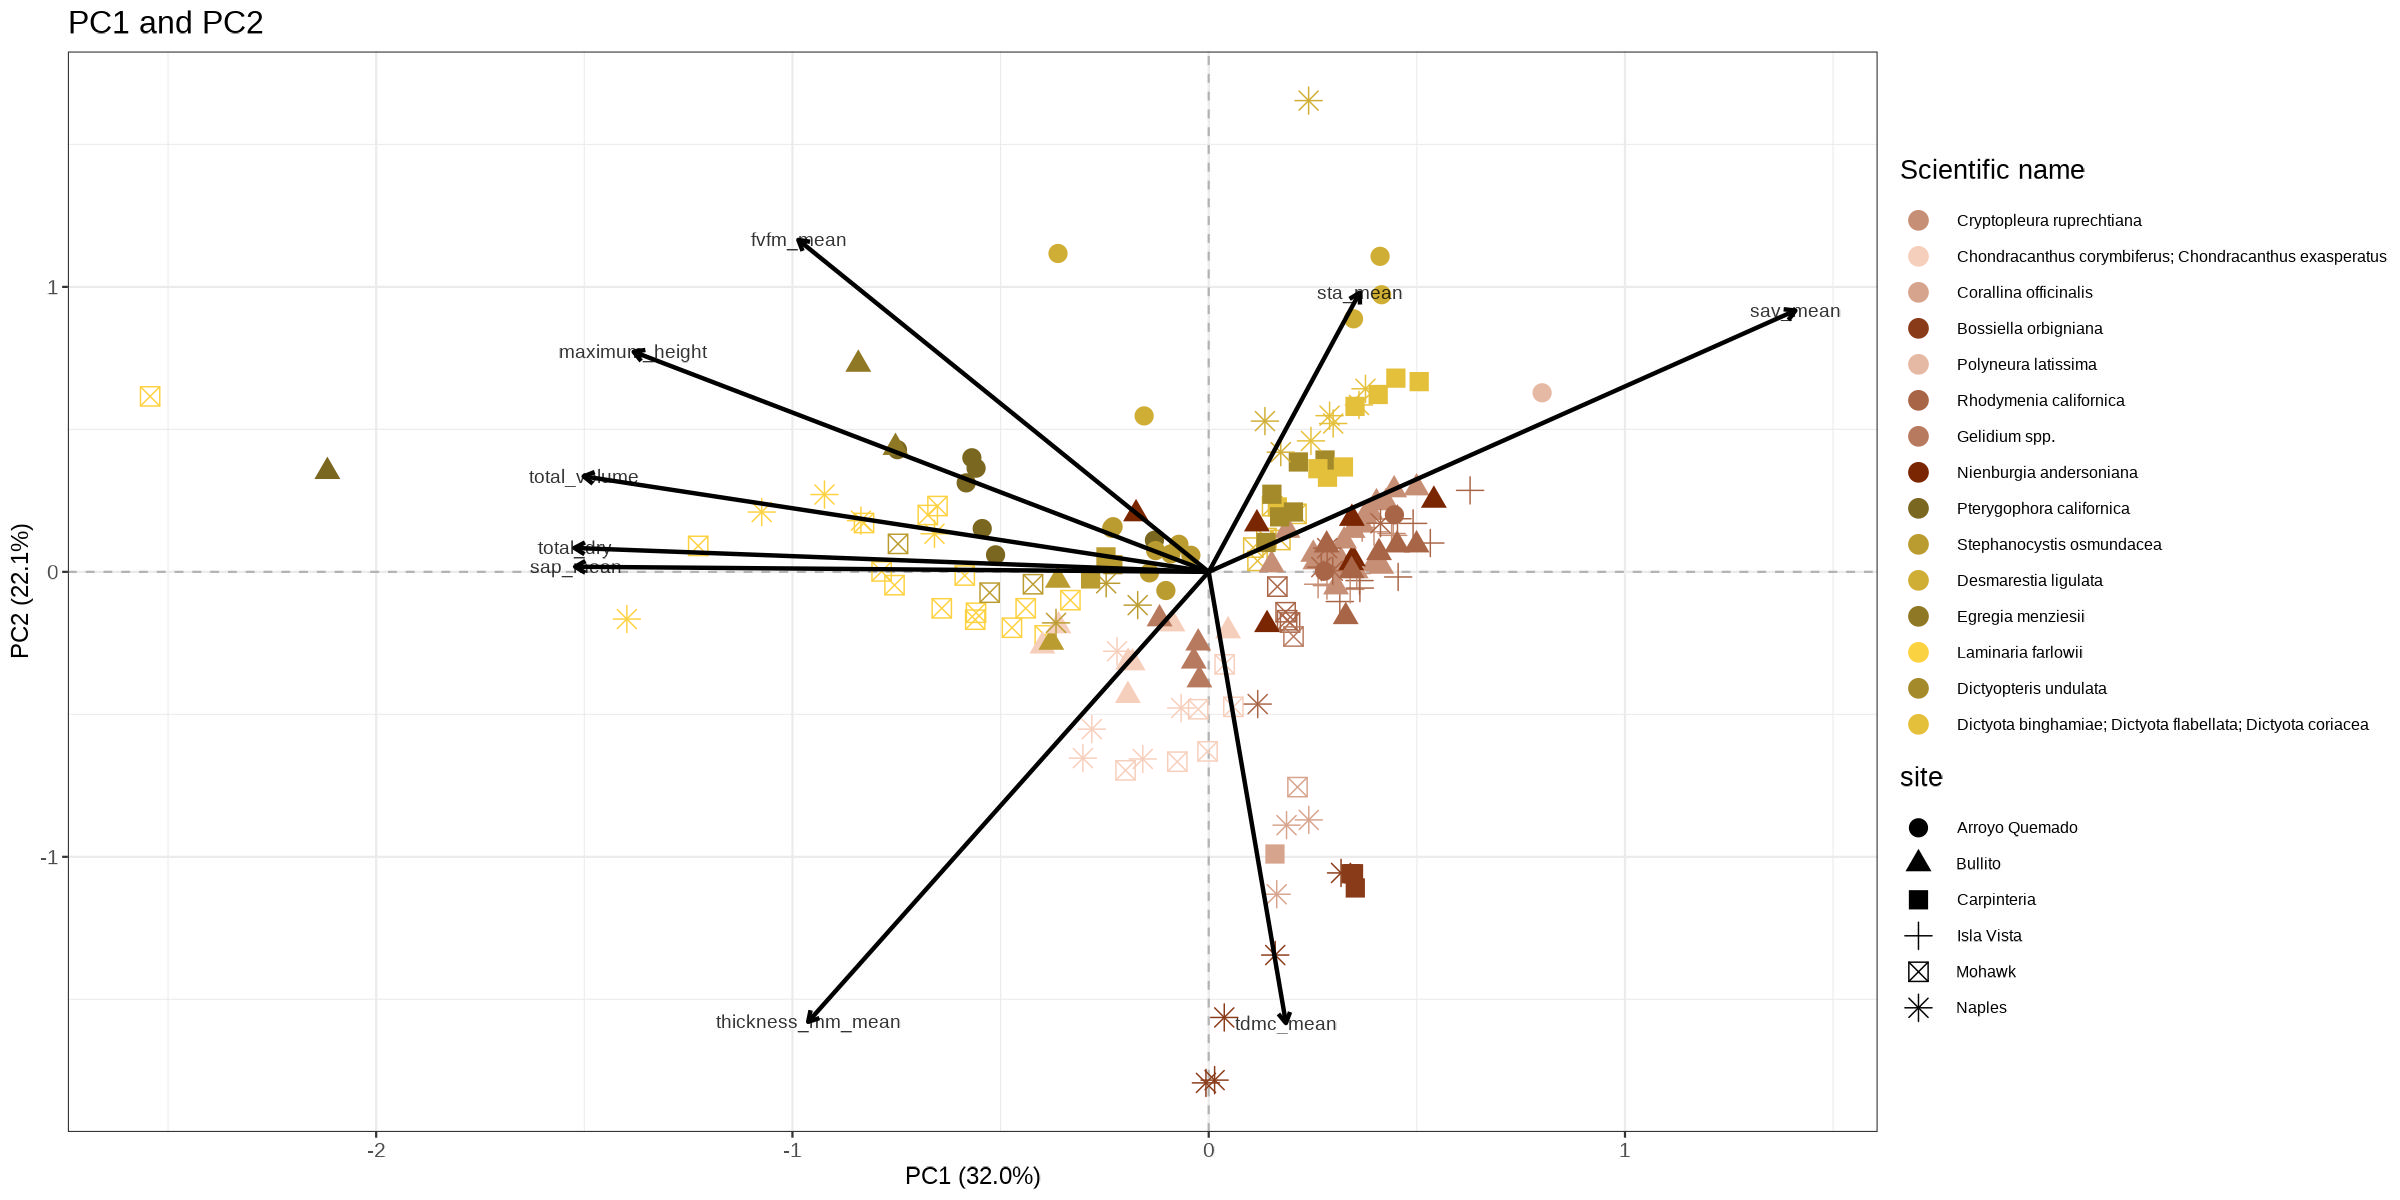 PC1 and PC2
PC2 (22.1%)
1
0
-1
-2
-1
0
1
PC1 (32.0%)
fvfm_mean
sta_mean
sav_mean
maximum_height
total_volume
total_dry
sap_mean
thickness_mm_mean
tdmc_mean
Scientific name
Cryptopleura ruprechtiana
Chondracanthus corymbiferus; Chondracanthus exasperatus
Corallina officinalis
Bossiella orbigniana
Polyneura latissima
Rhodymenia californica
Gelidium spp.
Nienburgia andersoniana
Pterygophora californica
Stephanocystis osmundacea
Desmarestia ligulata
Egregia menziesii
Laminaria farlowii
Dictyopteris undulata
Dictyota binghamiae; Dictyota flabellata; Dictyota coriacea
site
Arroyo Quemado
Bullito
Carpinteria
Isla Vista
Mohawk
Naples